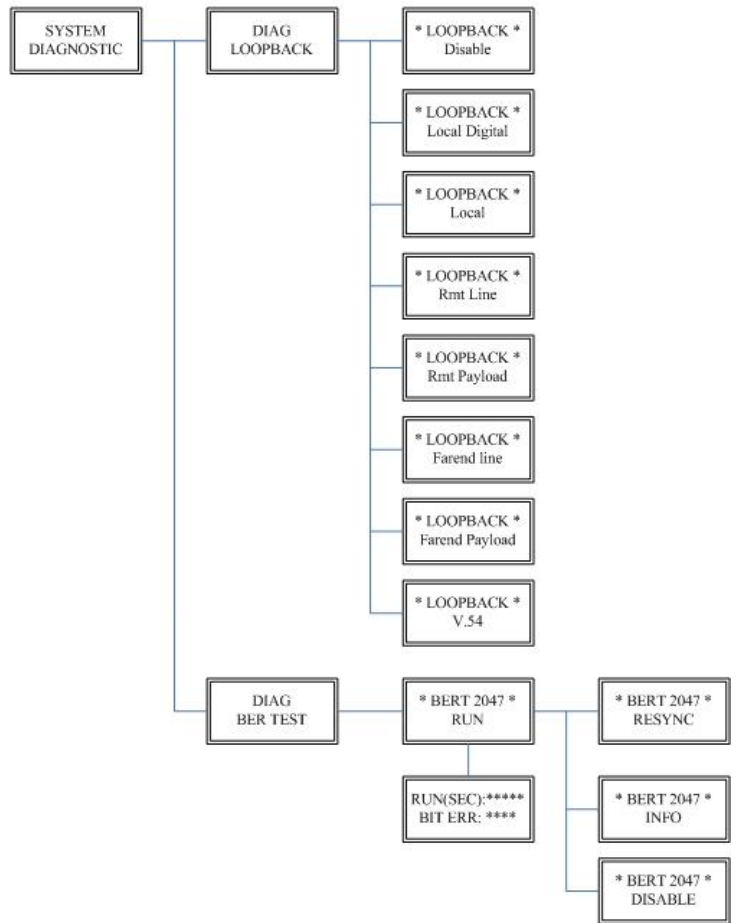 SYSTEM
DIAGNOSTIC
DIAG
LOOPBACK
* LOOPBACK *
Disable
* LOOPBACK *
Local Digital
* LOOPBACK *
Local
* LOOPBACK *
Rmt Line
* LOOPBACK *
Rmt Payload
* LOOPBACK *
Farend line
* LOOPBACK *
Farend Payload
* LOOPBACK *
V.54
DIAG
BER TEST
* BERT 2047 *
RUN
* BERT 2047 *
RESYNC
RUN(SEC):*****
BIT ERR: ****
* BERT 2047 *
INFO
* BERT 2047 *
DISABLE